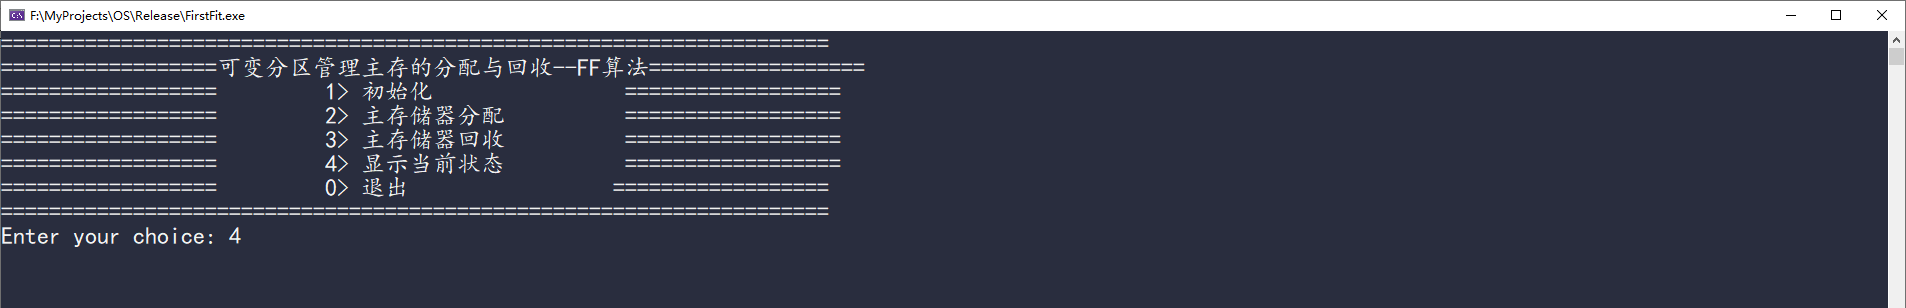 F:\MyProjects\OS\Release\FirstFit.exe
=====================================================================
==================可变分区管理主存的分配与回收--FF算法==================
==================         1> 初始化                ==================
==================         2> 主存储器分配          ==================
==================         3> 主存储器回收          ==================
==================         4> 显示当前状态          ==================
==================         0> 退出                 ==================
=====================================================================
Enter your choice: 4